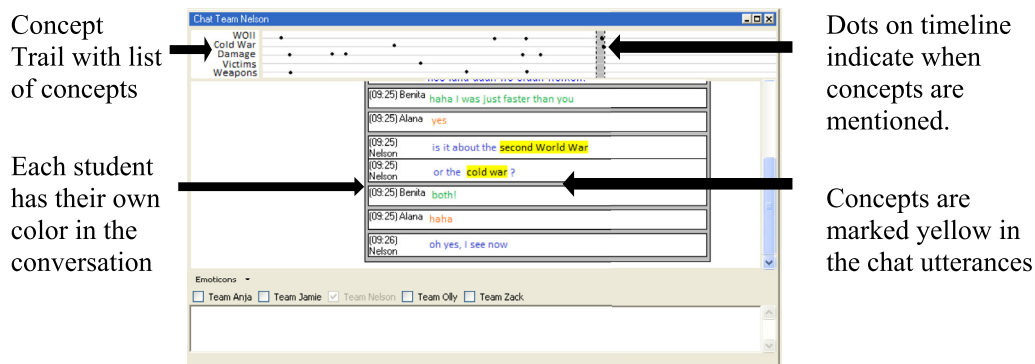 Concept
Trail with list
of concepts
Each student
has their own
color in the
conversation
Chat Team Nelson
WOII
Cold War
Damage
Victims
Weapons
(09:25) Benita haha I was just faster than you
(09:25) Alana yes
(09:25)
Nelson is it about the second World War
(09:25)
Nelson or the cold war ?
(09:25) Benita both!
(09:25) Alana haha
(09:26)
Nelson oh yes, I see now
Emoticons
Team Anja Team Jamie Team Nelson Team Olly Team Zack
Dots on timeline
indicate when
concepts are
mentioned.
Concepts are
marked yellow in
the chat utterances